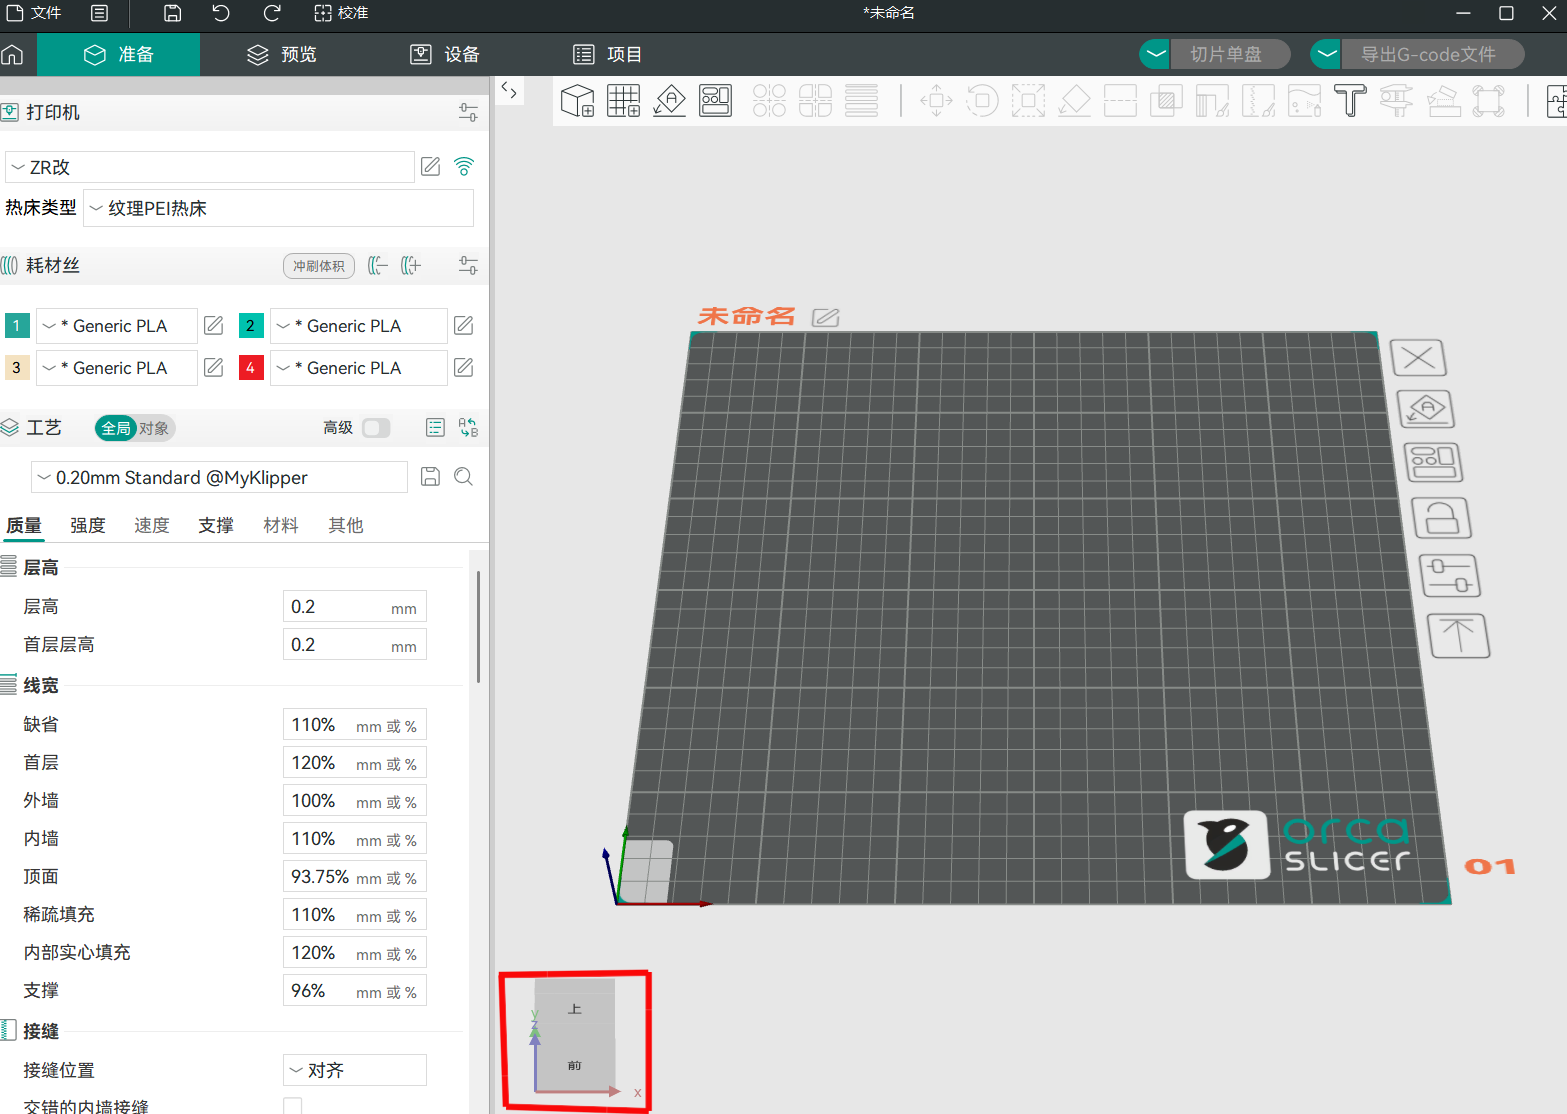 文件 校准 *未命名
准备 预览 设备 项目 切片单盘 导出G-code文件
打印机
ZR改
热床类型 纹理PEI热床
耗材丝 冲刷体积
1 * Generic PLA 2 * Generic PLA
3 * Generic PLA 4 * Generic PLA
工艺 全局 对象 高级
0.20mm Standard @MyKlipper
质量 强度 速度 支撑 材料 其他
层高
层高 0.2 mm
首层层高 0.2 mm
线宽
缺省 110% mm 或 %
首层 120% mm 或 %
外墙 100% mm 或 %
内墙 110% mm 或 %
顶面 93.75% mm 或 %
稀疏填充 110% mm 或 %
内部实心填充 120% mm 或 %
支撑 96% mm 或 %
接缝
接缝位置 对齐
交错的内墙接缝
未命名
orca
SLICER
01
上
y
z
前
x